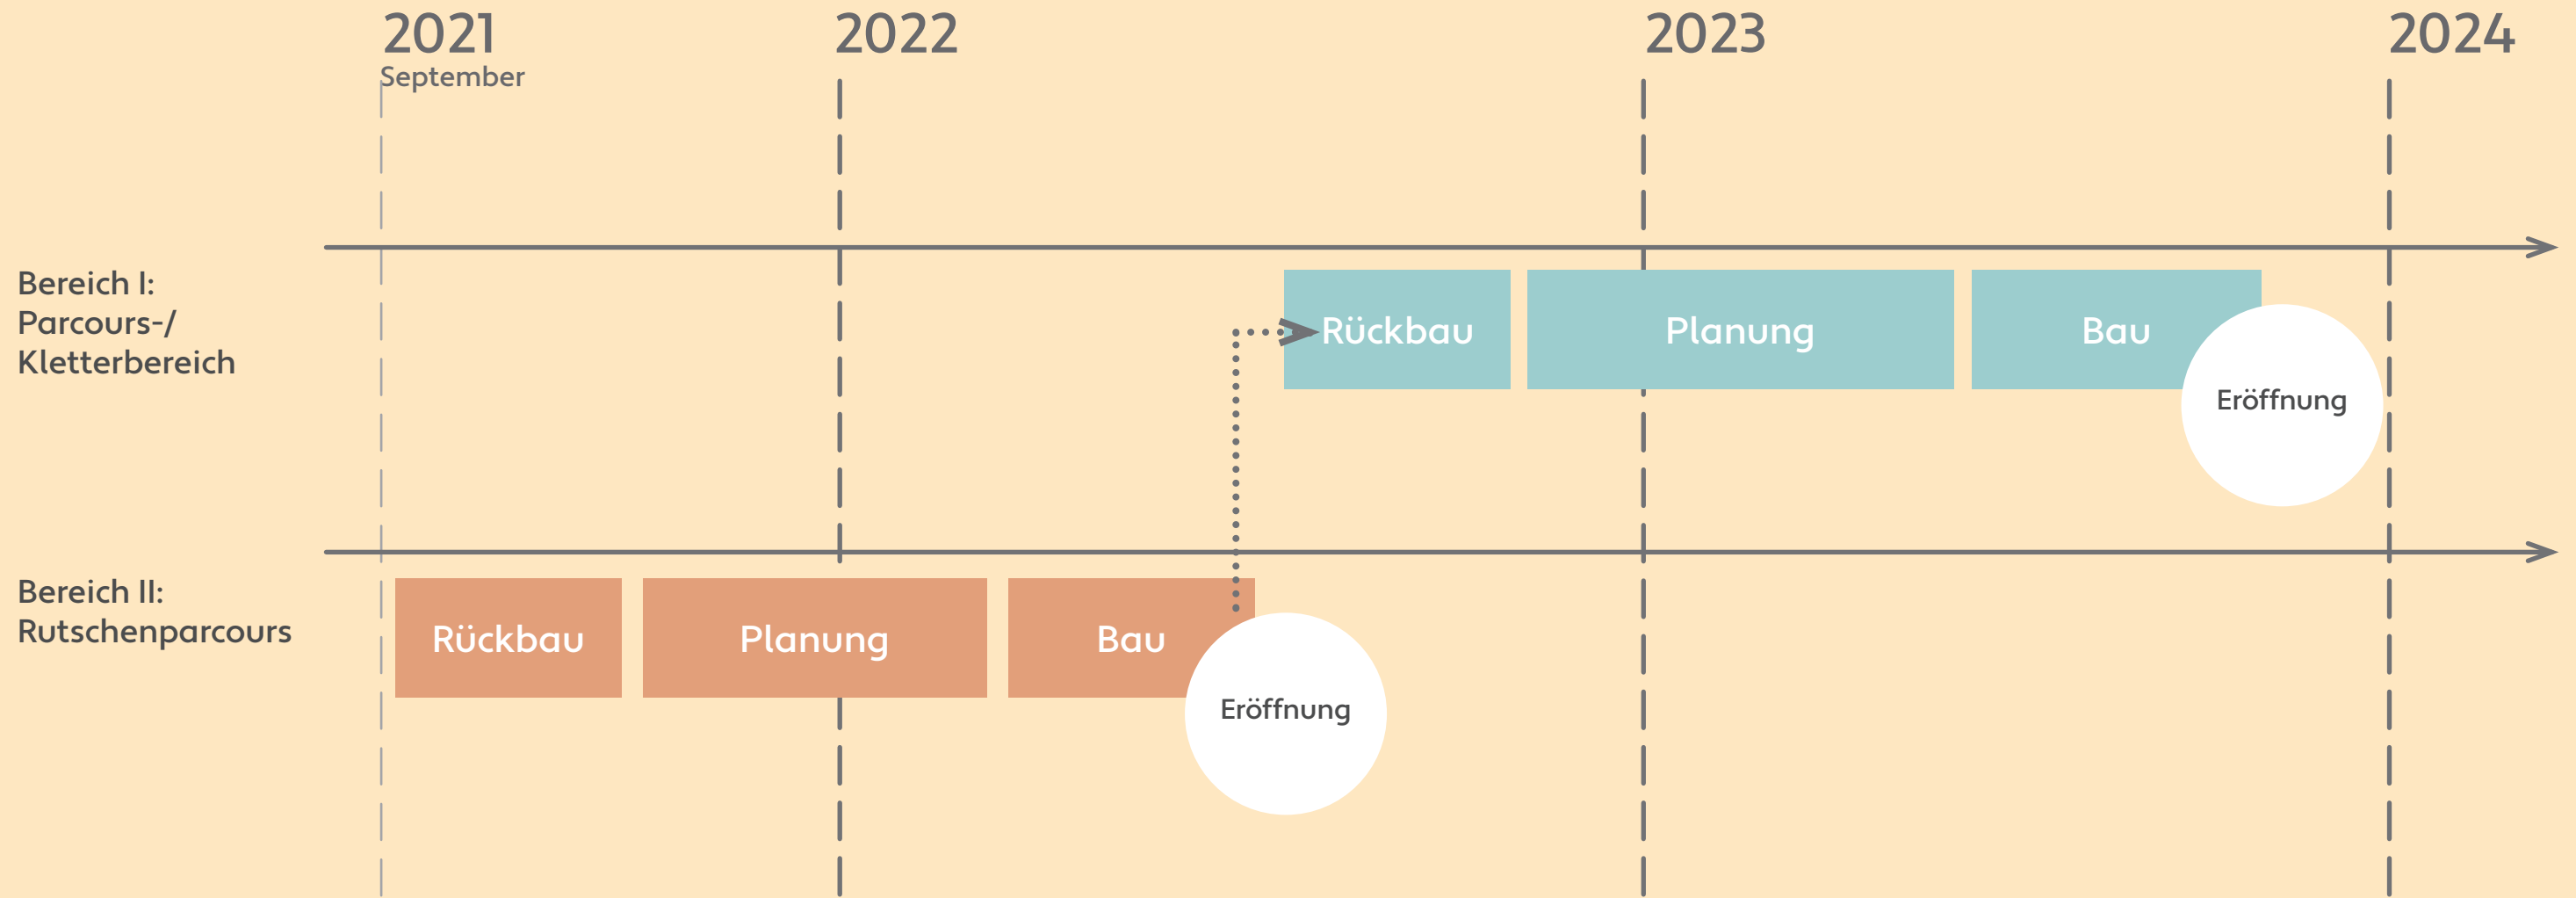 2021
September
2022
2023
2024
Bereich I:
Parcours-/
Kletterbereich
Rückbau
Planung
Bau
Eröffnung
Bereich II:
Rutschenparcours
Rückbau
Planung
Bau
Eröffnung